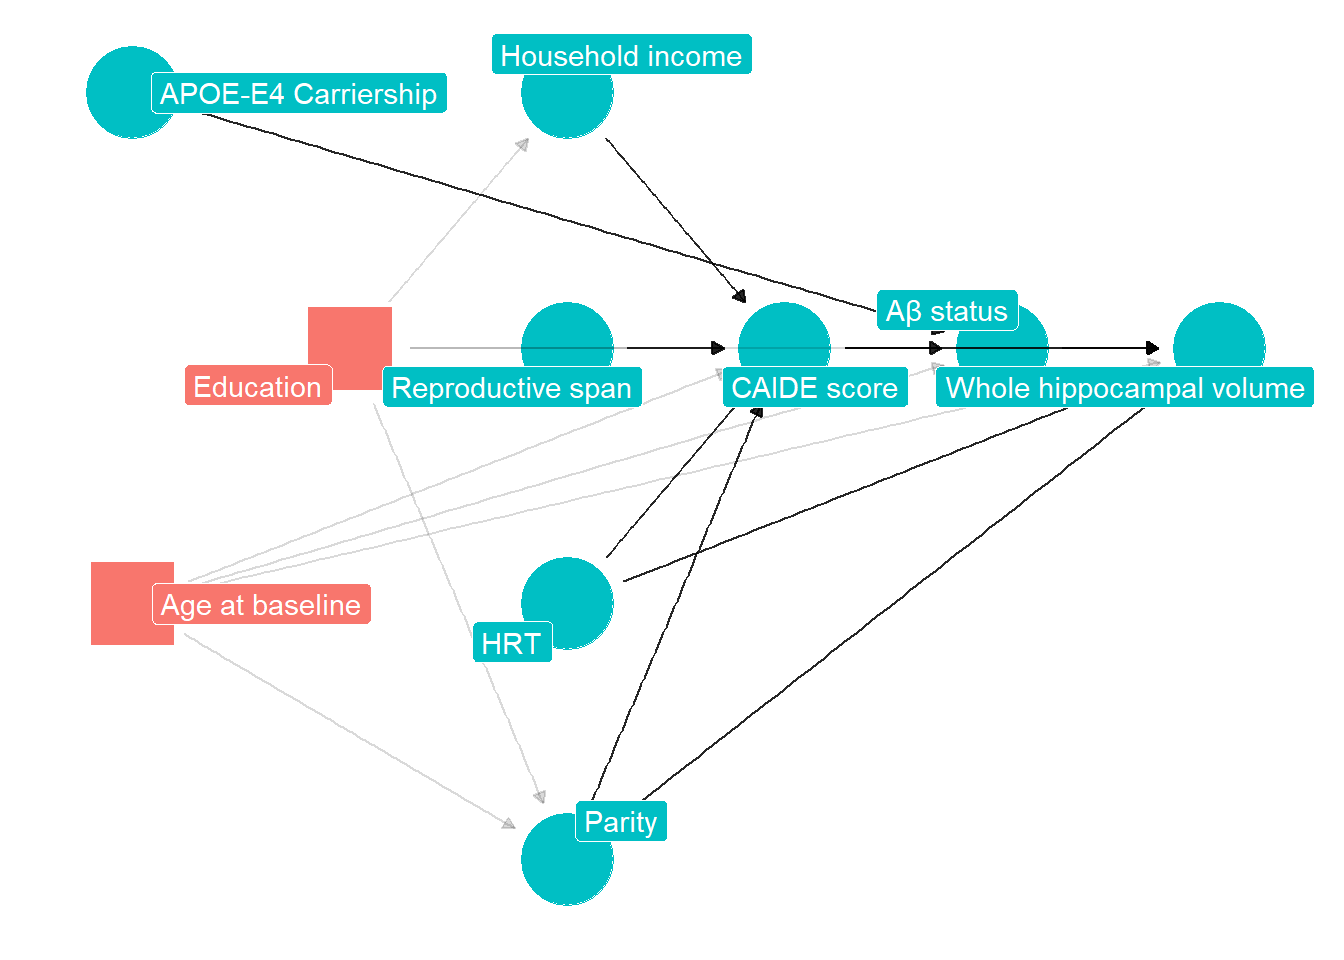 Household income
APOE-E4 Carriership
Aβ status
Education
Reproductive span
CAIDE score
Whole hippocampal volume
Age at baseline
HRT
Parity